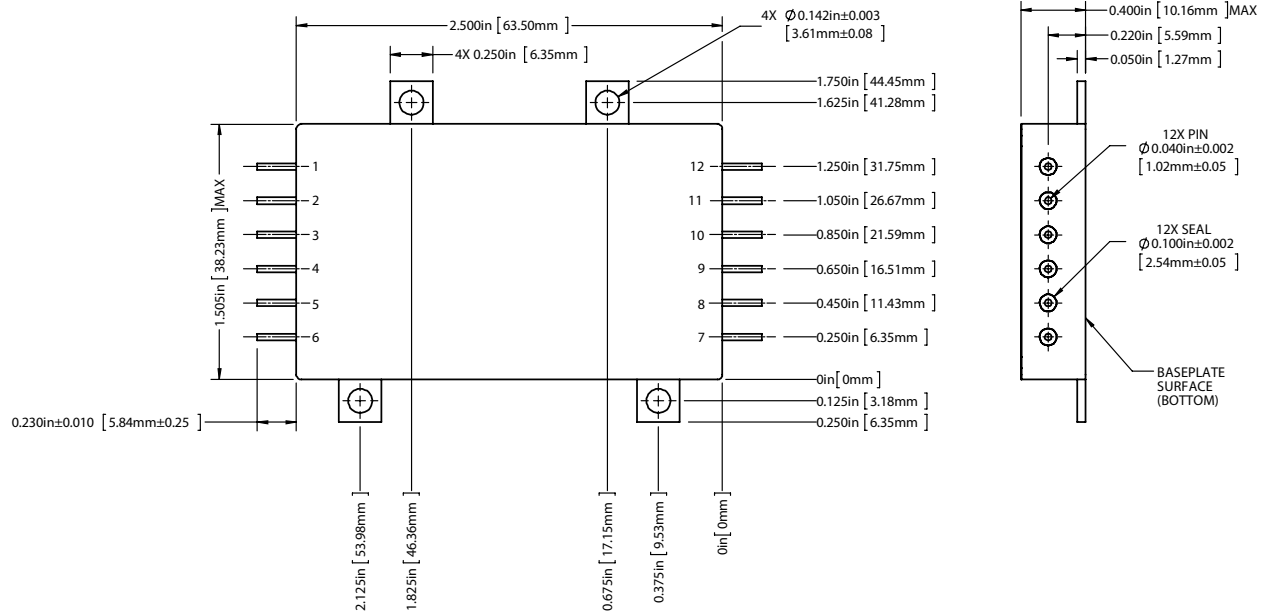 2.500in [ 63.50mm ]
4X Ø 0.142in±0.003
[ 3.61mm±0.08 ]
4X 0.250in [ 6.35mm ]
1.750in [ 44.45mm ]
1.625in [ 41.28mm ]
1.505in [ 38.23mm ] MAX
1
2
3
4
5
6
12
11
10
9
8
7
1.250in [ 31.75mm ]
1.050in [ 26.67mm ]
0.850in [ 21.59mm ]
0.650in [ 16.51mm ]
0.450in [ 11.43mm ]
0.250in [ 6.35mm ]
0in[ 0mm ]
0.125in [ 3.18mm ]
0.250in [ 6.35mm ]
0.230in±0.010 [ 5.84mm±0.25 ]
2.125in [ 53.98mm ]
1.825in [ 46.36mm ]
0.675in [ 17.15mm ]
0.375in [ 9.53mm ]
0in[ 0mm ]
0.400in [ 10.16mm ]MAX
0.220in [ 5.59mm ]
0.050in [ 1.27mm ]
12X PIN
Ø 0.040in±0.002
[ 1.02mm±0.05 ]
12X SEAL
Ø 0.100in±0.002
[ 2.54mm±0.05 ]
BASEPLATE
SURFACE
(BOTTOM)